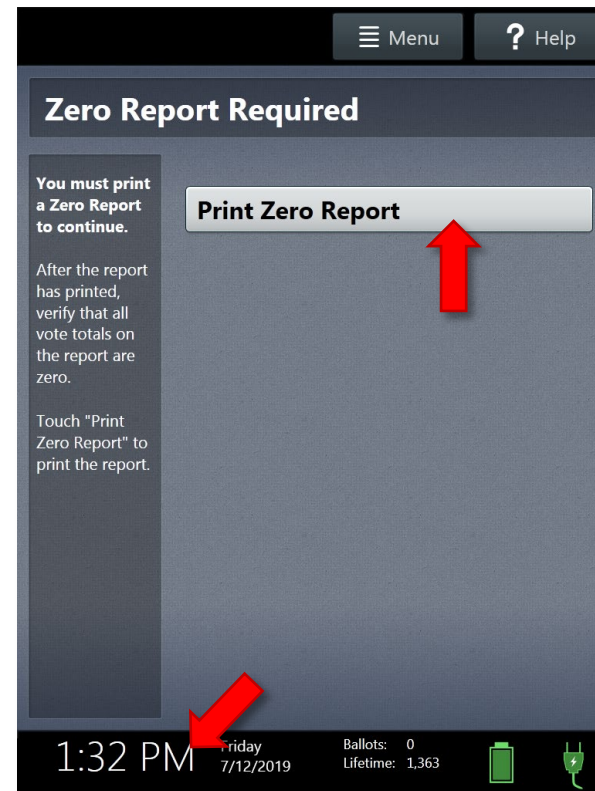 Menu
? Help
Zero Report Required
You must print
a Zero Report
to continue.
After the report
has printed,
verify that all
vote totals on
the report are
zero.
Touch "Print
Zero Report" to
print the report.
Print Zero Report
1:32 PM
Friday
7/12/2019
Ballots: 0
Lifetime: 1,363